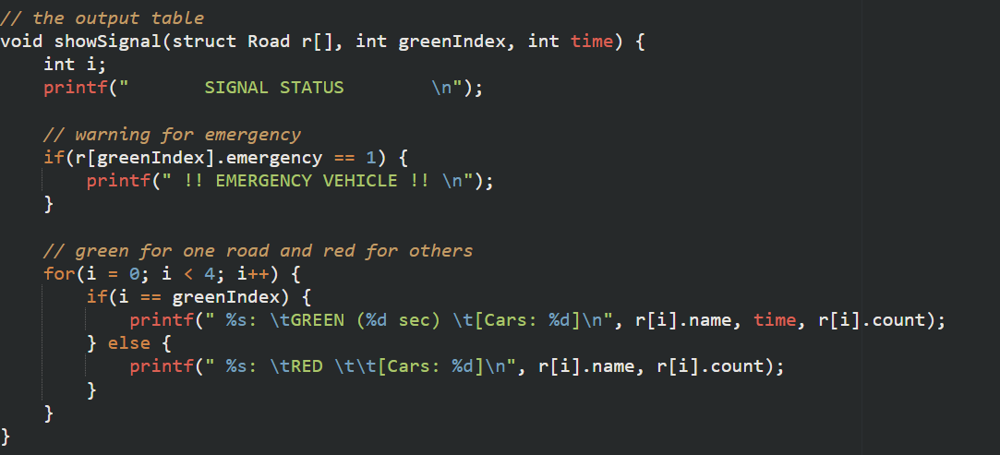 // the output table
void showSignal(struct Road r[], int greenIndex, int time) {
    int i;
    printf("       SIGNAL STATUS        \n");

    // warning for emergency
    if(r[greenIndex].emergency == 1) {
        printf(" !! EMERGENCY VEHICLE !! \n");
    }

    // green for one road and red for others
    for(i = 0; i < 4; i++) {
        if(i == greenIndex) {
            printf(" %s: \tGREEN (%d sec) \t[Cars: %d]\n", r[i].name, time, r[i].count);
        } else {
            printf(" %s: \tRED \t\t[Cars: %d]\n", r[i].name, r[i].count);
        }
    }
}